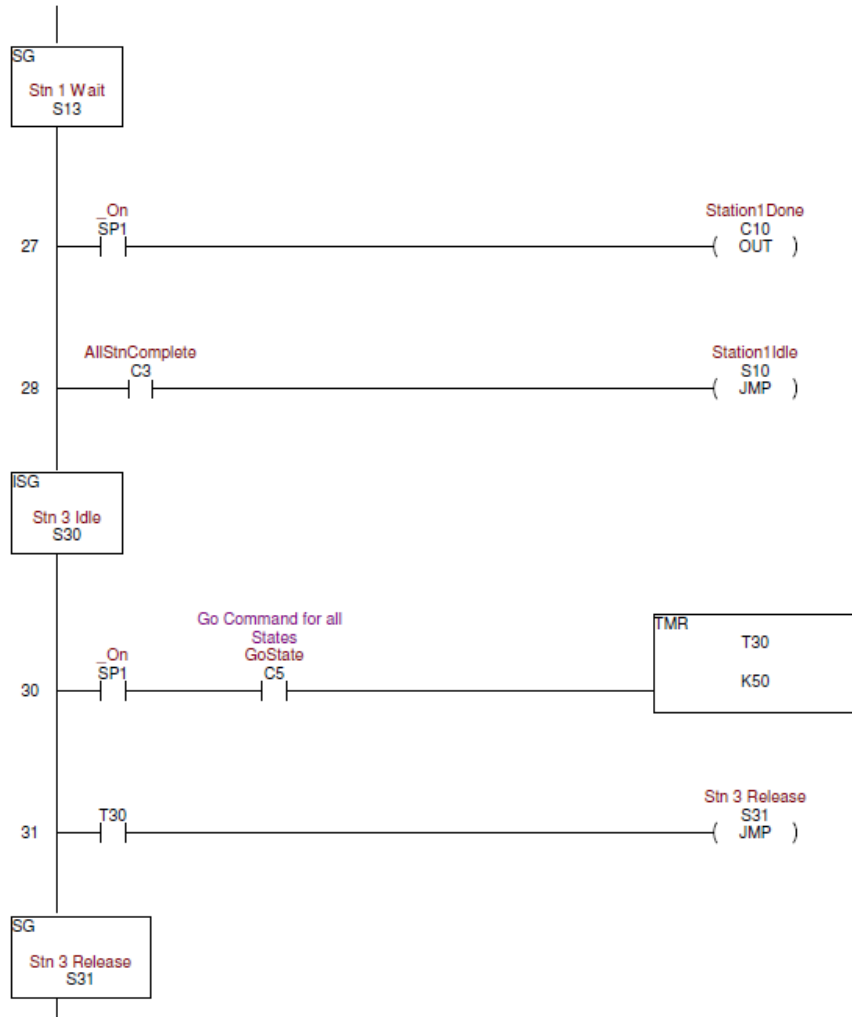 SG
Stn 1 Wait
S13
_On
SP1
Station1Done
C10
27
OUT
AllStnComplete
C3
Station1Idle
S10
28
JMP
ISG
Stn 3 Idle
S30
Go Command for all
States
GoState
C5
_On
SP1
30
TMR
T30
K50
T30
Stn 3 Release
S31
31
JMP
SG
Stn 3 Release
S31